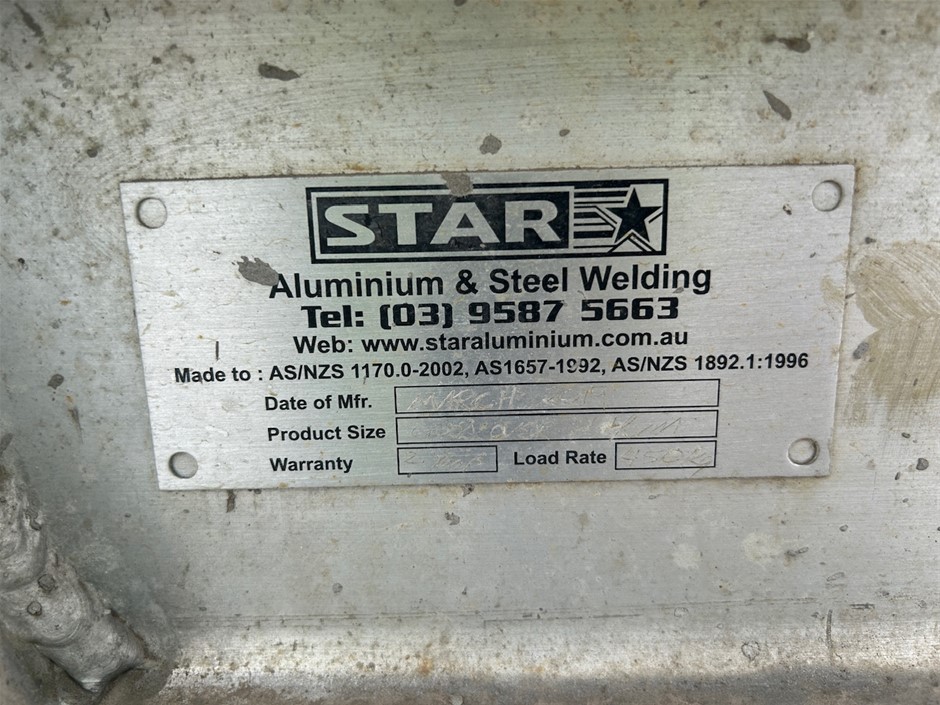 STAR
Aluminium & Steel Welding
Tel: (03) 9587 5663
Web: www.staraluminium.com.au
Made to : AS/NZS 1170.0-2002, AS1657-1992, AS/NZS 1892.1:1996
Date of Mfr. MARCH
Product Size
Warranty
Load Rate